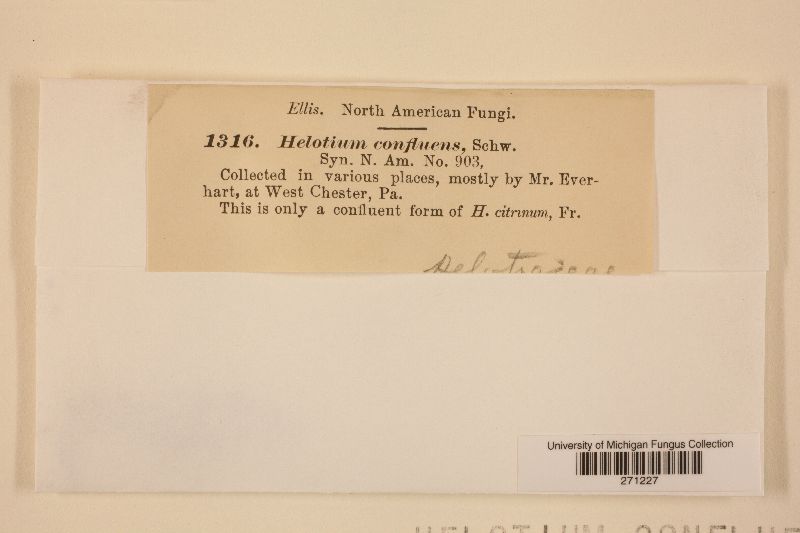 Ellis. North American Fungi.
1316. Helotium confluens, Schw.
Syn. N. Am. No. 903,
Collected in various places, mostly by Mr. Ever-
hart, at West Chester, Pa.
This is only a confluent form of H. citrinum, Fr.
University of Michigan Fungus Collection
271227
HELOTIUM